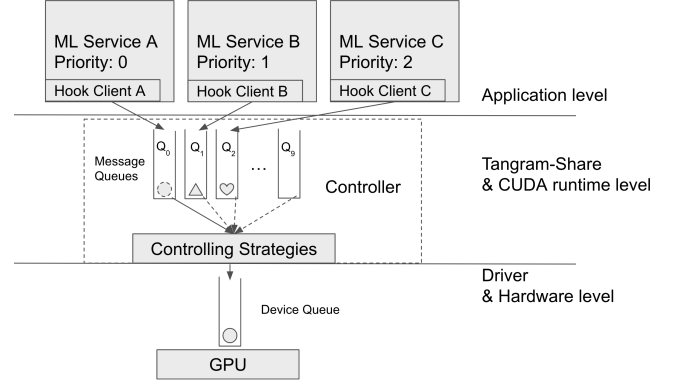 ML Service A
Priority: 0
Hook Client A
ML Service B
Priority: 1
Hook Client B
ML Service C
Priority: 2
Hook Client C
Application level
Message
Queues
Q0
Q1
Q2
...
Q9
Controller
Tangram-Share
& CUDA runtime level
Controlling Strategies
Driver
& Hardware level
Device Queue
GPU